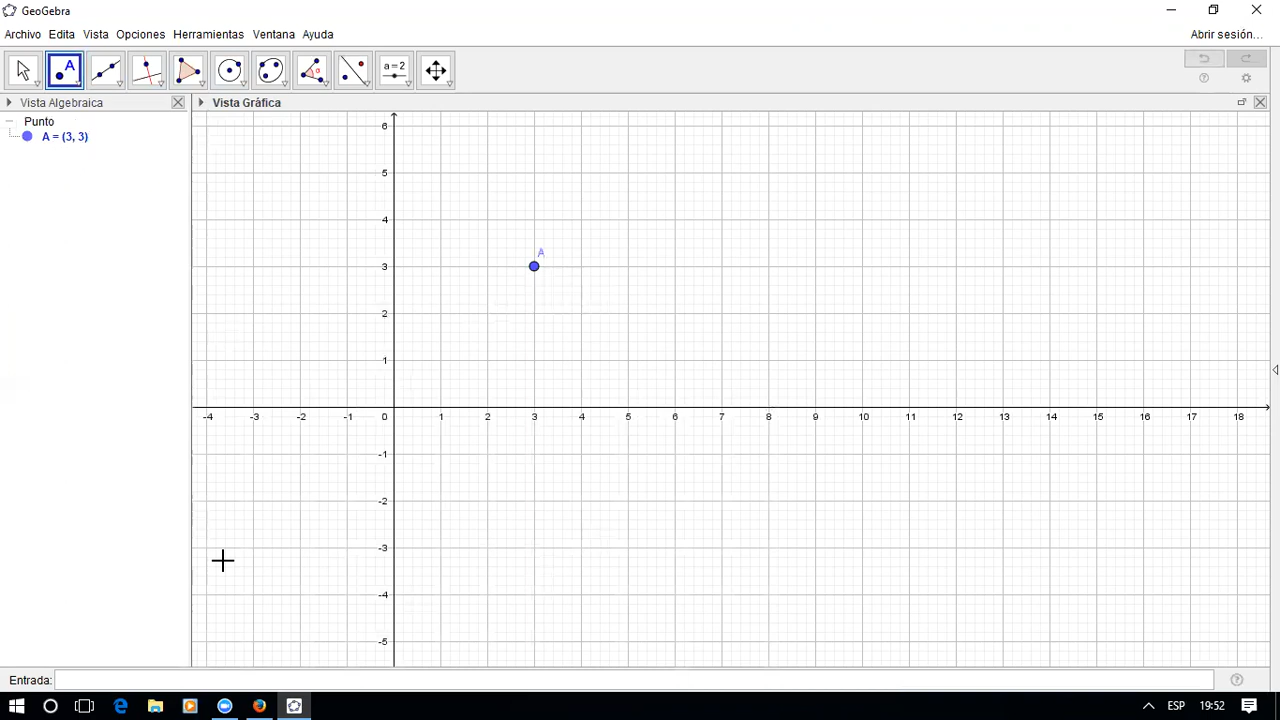 GeoGebra
Archivo Edita Vista Opciones Herramientas Ventana Ayuda
Abrir sesión...
A
a=2
Vista Algebraica
Vista Gráfica
Punto
A = (3, 3)
6
5
4
A
3
2
1
-4 -3 -2 -1 0 1 2 3 4 5 6 7 8 9 10 11 12 13 14 15 16 17 18
-1
-2
-3
-4
-5
Entrada:
ESP 19:52